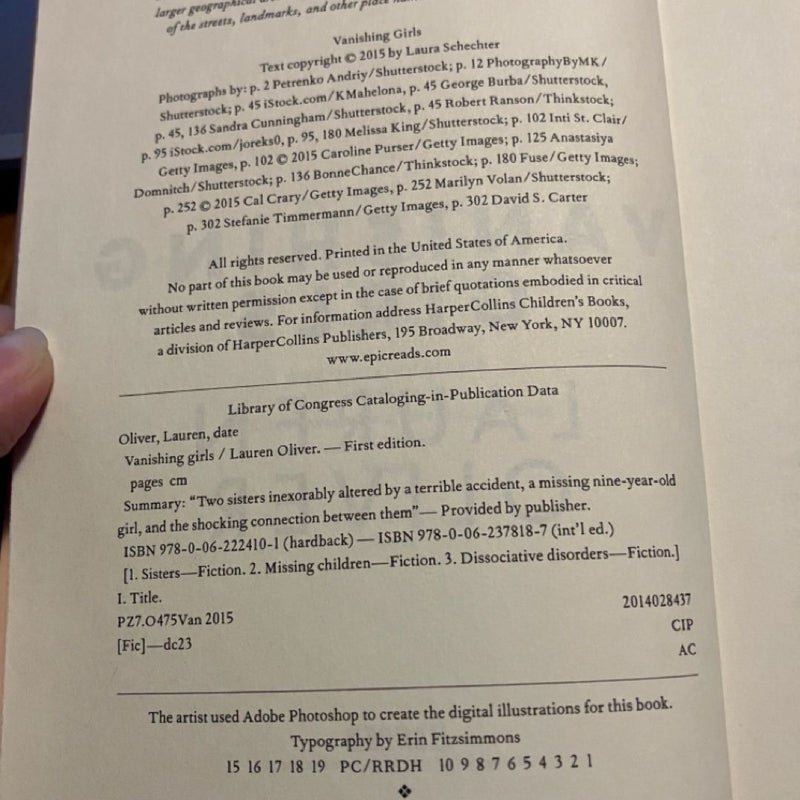 larger geographical
of the streets, landmarks, and other place
Vanishing Girls
Text copyright © 2015 by Laura Schechter
Photographs by: p. 2 Petrenko Andriy/Shutterstock; p. 12 PhotographyByMK/
Shutterstock; p. 45 iStock.com/KMahelona, p. 45 George Burba/Shutterstock,
p. 45, 136 Sandra Cunningham/Shutterstock, p. 45 Robert Ranson/Thinkstock;
p. 95 iStock.com/joreks0, p. 95, 180 Melissa King/Shutterstock; p. 102 Inti St. Clair/
Getty Images, p. 102 © 2015 Caroline Purser/Getty Images; p. 125 Anastasiya
Domnitch/Shutterstock; p. 136 BonneChance/Thinkstock; p. 180 Fuse/Getty Images;
p. 252 © 2015 Cal Crary/Getty Images, p. 252 Marilyn Volan/Shutterstock;
p. 302 Stefanie Timmermann/Getty Images, p. 302 David S. Carter
All rights reserved. Printed in the United States of America.
No part of this book may be used or reproduced in any manner whatsoever
without written permission except in the case of brief quotations embodied in critical
articles and reviews. For information address HarperCollins Children's Books,
a division of HarperCollins Publishers, 195 Broadway, New York, NY 10007.
www.epicreads.com
Library of Congress Cataloging-in-Publication Data
Oliver, Lauren, date
Vanishing girls / Lauren Oliver. — First edition.
pages cm
Summary: "Two sisters inexorably altered by a terrible accident, a missing nine-year-old
girl, and the shocking connection between them"— Provided by publisher.
ISBN 978-0-06-222410-1 (hardback) — ISBN 978-0-06-237818-7 (int'l ed.)
[1. Sisters—Fiction. 2. Missing children—Fiction. 3. Dissociative disorders—Fiction.]
I. Title.
PZ7.O475Van 2015
2014028437
[Fic]—dc23
CIP
AC
The artist used Adobe Photoshop to create the digital illustrations for this book.
Typography by Erin Fitzsimmons
15 16 17 18 19 PC/RRDH 10 9 8 7 6 5 4 3 2 1